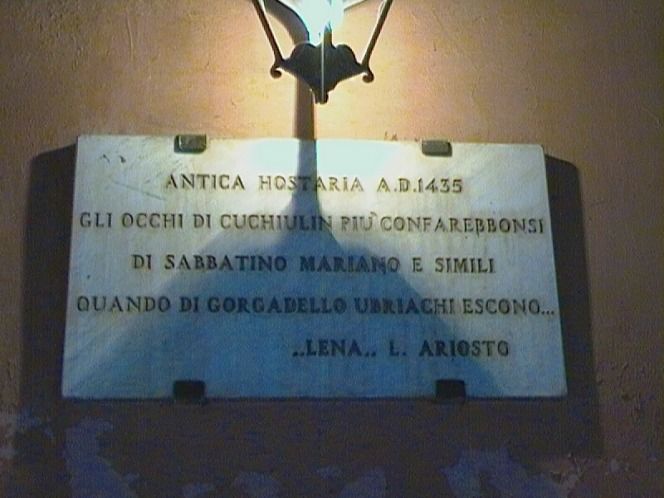 ANTICA HOSTARIA A.D.1435
GLI OCCHI DI CUCHIULIN PIU' CONFAREBBONSI
DI SABBATINO MARIANO E SIMILI
QUANDO DI GORGADELLO UBRIACHI ESCONO...
„LENA„ L. ARIOSTO